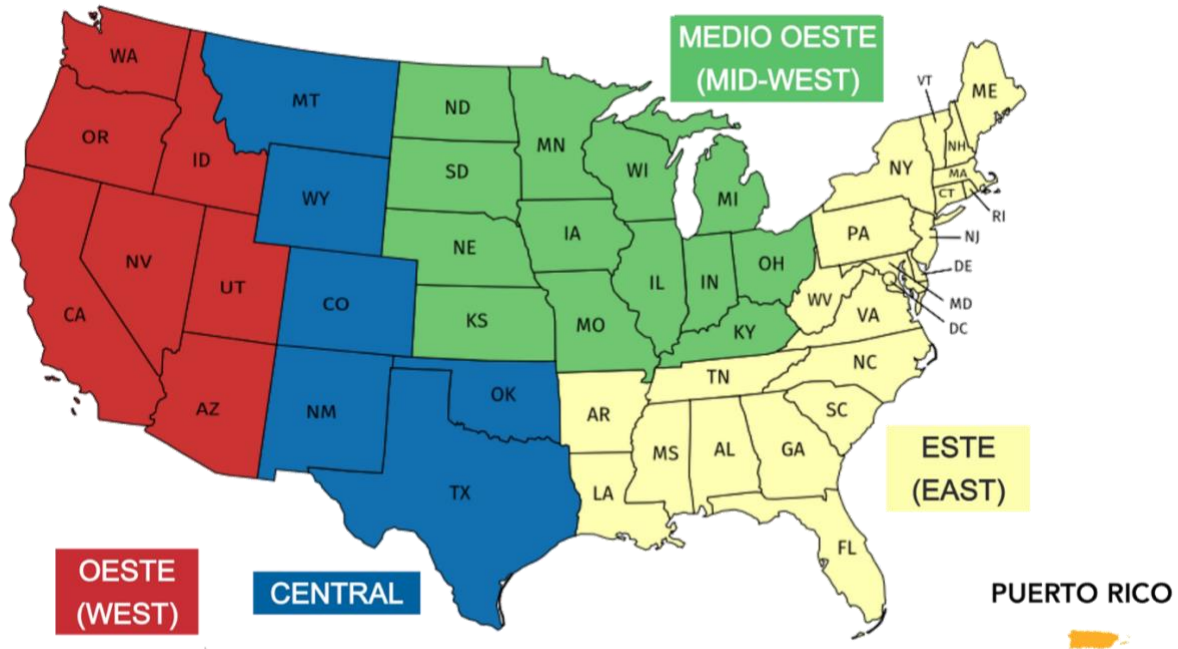 MEDIO OESTE
(MID-WEST)
WA
MT
ND
MN
VT
ME
OR
ID
SD
WI
MI
NY
NH
MA
CT
RI
WY
NE
IA
PA
NJ
NV
UT
CO
IL
IN
OH
DE
CA
KS
MO
KY
WV
VA
MD
DC
AZ
NM
OK
AR
TN
NC
SC
MS
AL
GA
TX
LA
FL
ESTE
(EAST)
OESTE
(WEST)
CENTRAL
PUERTO RICO